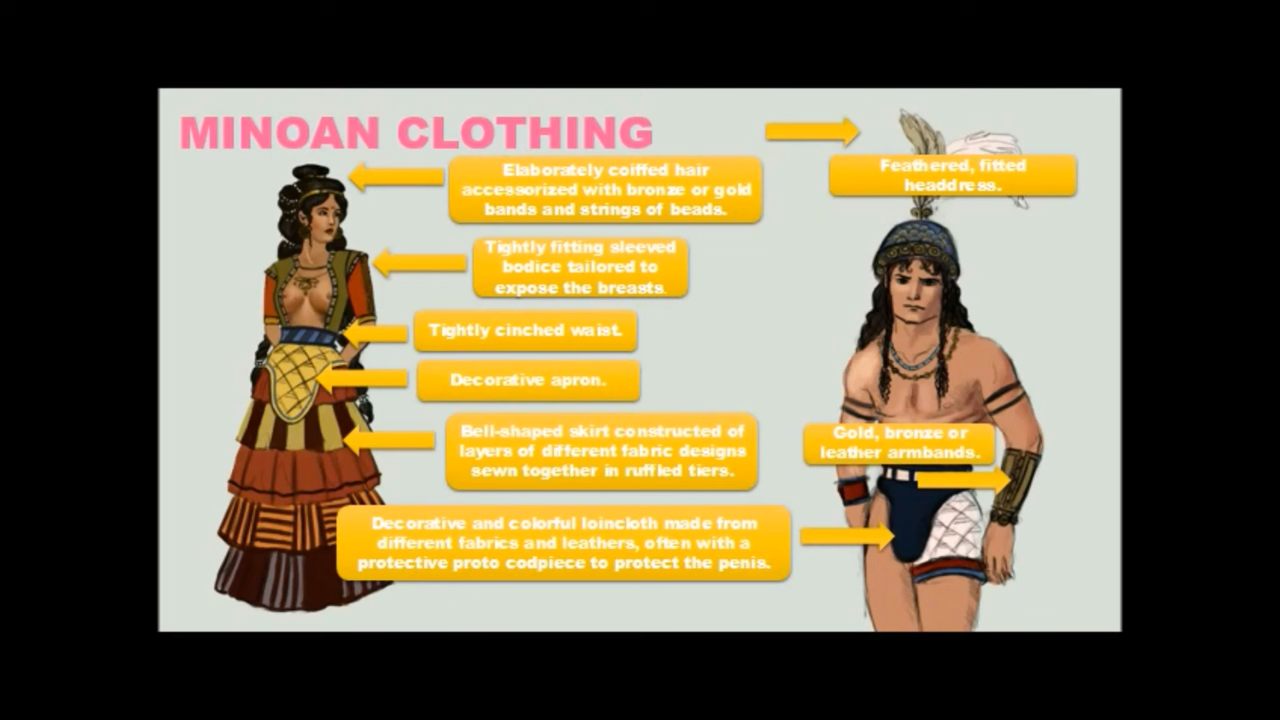 MINOAN CLOTHING
Elaborately coiffed hair
accessorized with bronze or gold
bands and strings of beads.
Feathered, fitted
headdress.
Tightly fitting sleeved
bodice tailored to
expose the breasts.
Tightly cinched waist.
Decorative apron.
Bell-shaped skirt constructed of
layers of different fabric designs
sewn together in ruffled tiers.
Gold, bronze or
leather armbands.
Decorative and colorful loincloth made from
different fabrics and leathers, often with a
protective proto codpiece to protect the penis.